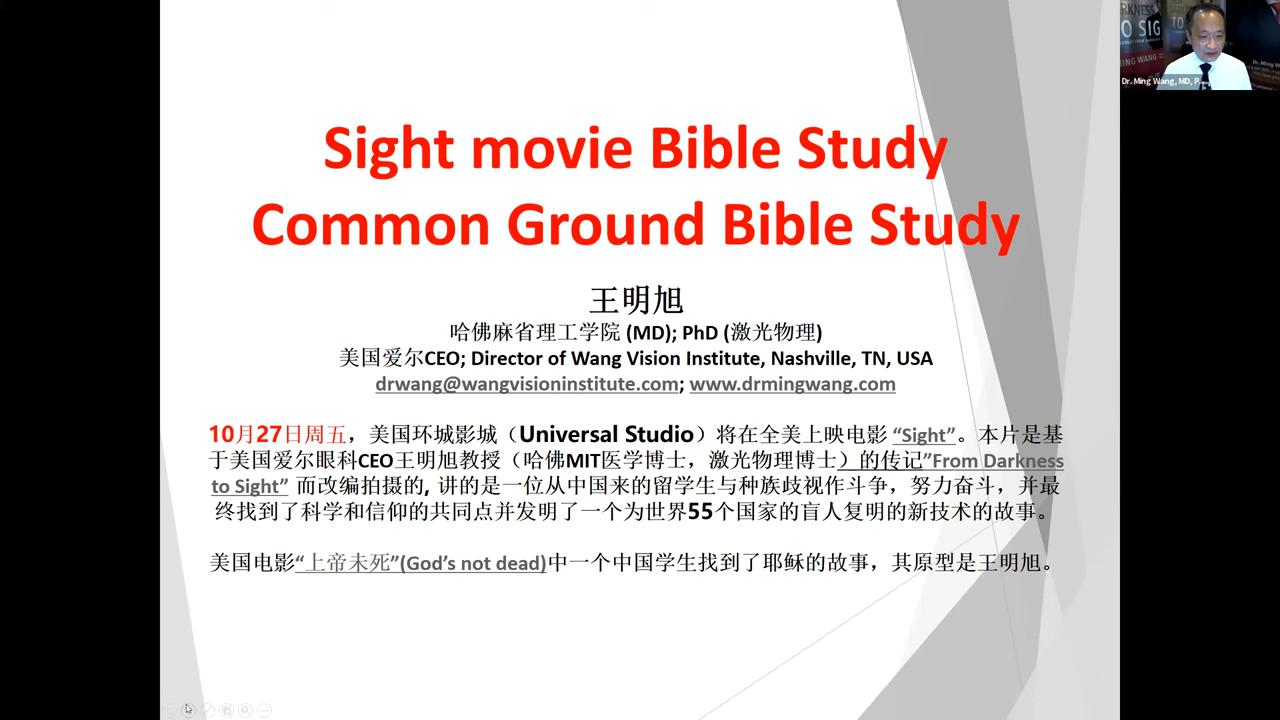 Sight movie Bible Study
Common Ground Bible Study
王明旭
哈佛麻省理工学院 (MD); PhD (激光物理)
美国爱尔CEO; Director of Wang Vision Institute, Nashville, TN, USA
drwang@wangvisioninstitute.com; www.drmingwang.com
10月27日周五，美国环城影城（Universal Studio）将在全美上映电影 “Sight”。本片是基
于美国爱尔眼科CEO王明旭教授（哈佛MIT医学博士，激光物理博士）的传记”From Darkness
to Sight” 而改编拍摄的, 讲的是一位从中国来的留学生与种族歧视作斗争，努力奋斗，并最
终找到了科学和信仰的共同点并发明了一个为世界55个国家的盲人复明的新技术的故事。
美国电影“上帝未死”(God’s not dead)中一个中国学生找到了耶稣的故事，其原型是王明旭。
TO SIG
MING WANG
Dr. Ming W
Dr. Ming Wang, MD, P...